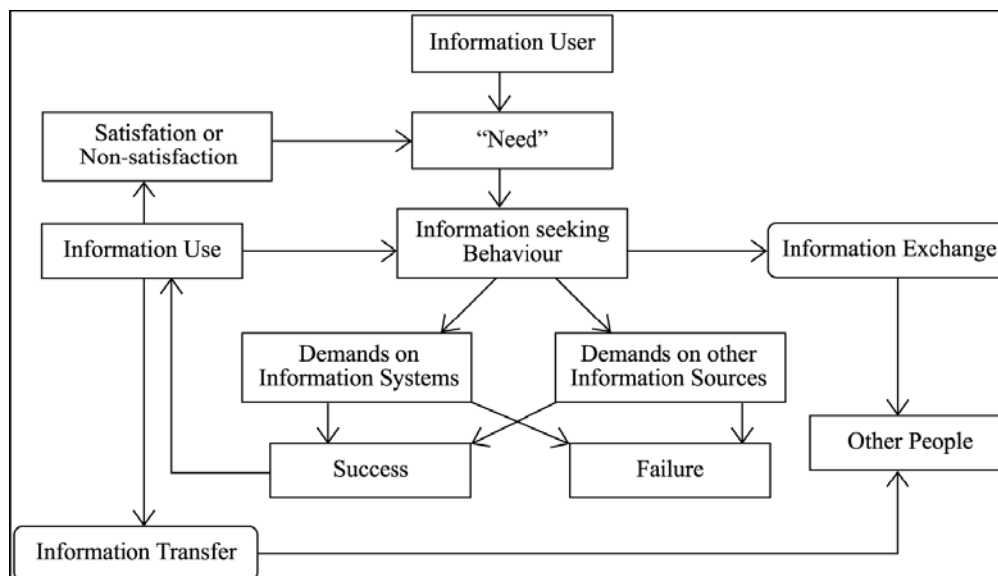 Information User
Satisfation or
Non-satisfaction
“Need”
Information Use
Information seeking
Behaviour
Information Exchange
Demands on
Information Systems
Demands on other
Information Sources
Success
Failure
Other People
Information Transfer